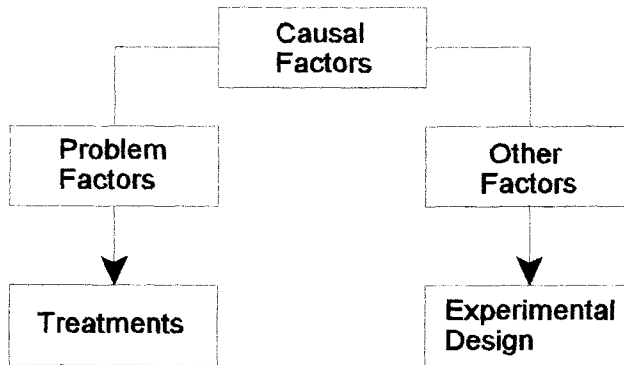 Causal
Factors
Problem
Factors
Other
Factors
Treatments
Experimental
Design